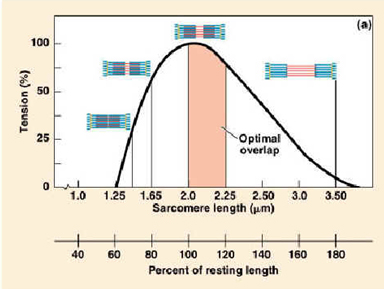 (a)
100
50
25
0
Tension (%)
Optimal
overlap
1.0 1.25 1.65 2.0 2.25 2.50 3.0 3.50
Sarcomere length (μm)
40 60 80 100 120 140 160 180
Percent of resting length